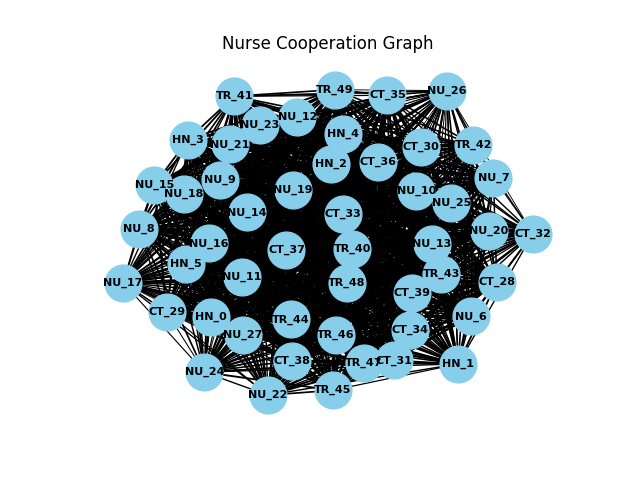 Nurse Cooperation Graph
TR_49
NU_26
TR_41
CT_35
NU_12
NU_23
HN_4
HN_3
NU_21
TR_42
CT_30
CT_36
HN_2
NU_7
NU_9
NU_15
NU_19
NU_10
NU_18
NU_25
NU_14
CT_33
NU_8
NU_20
CT_32
NU_16
NU_13
TR_40
CT_37
HN_5
TR_43
NU_11
CT_28
NU_17
TR_48
CT_39
CT_29
HN_0
NU_6
TR_44
CT_34
NU_27
TR_46
CT_31
CT_38
TR_47
HN_1
NU_24
TR_45
NU_22